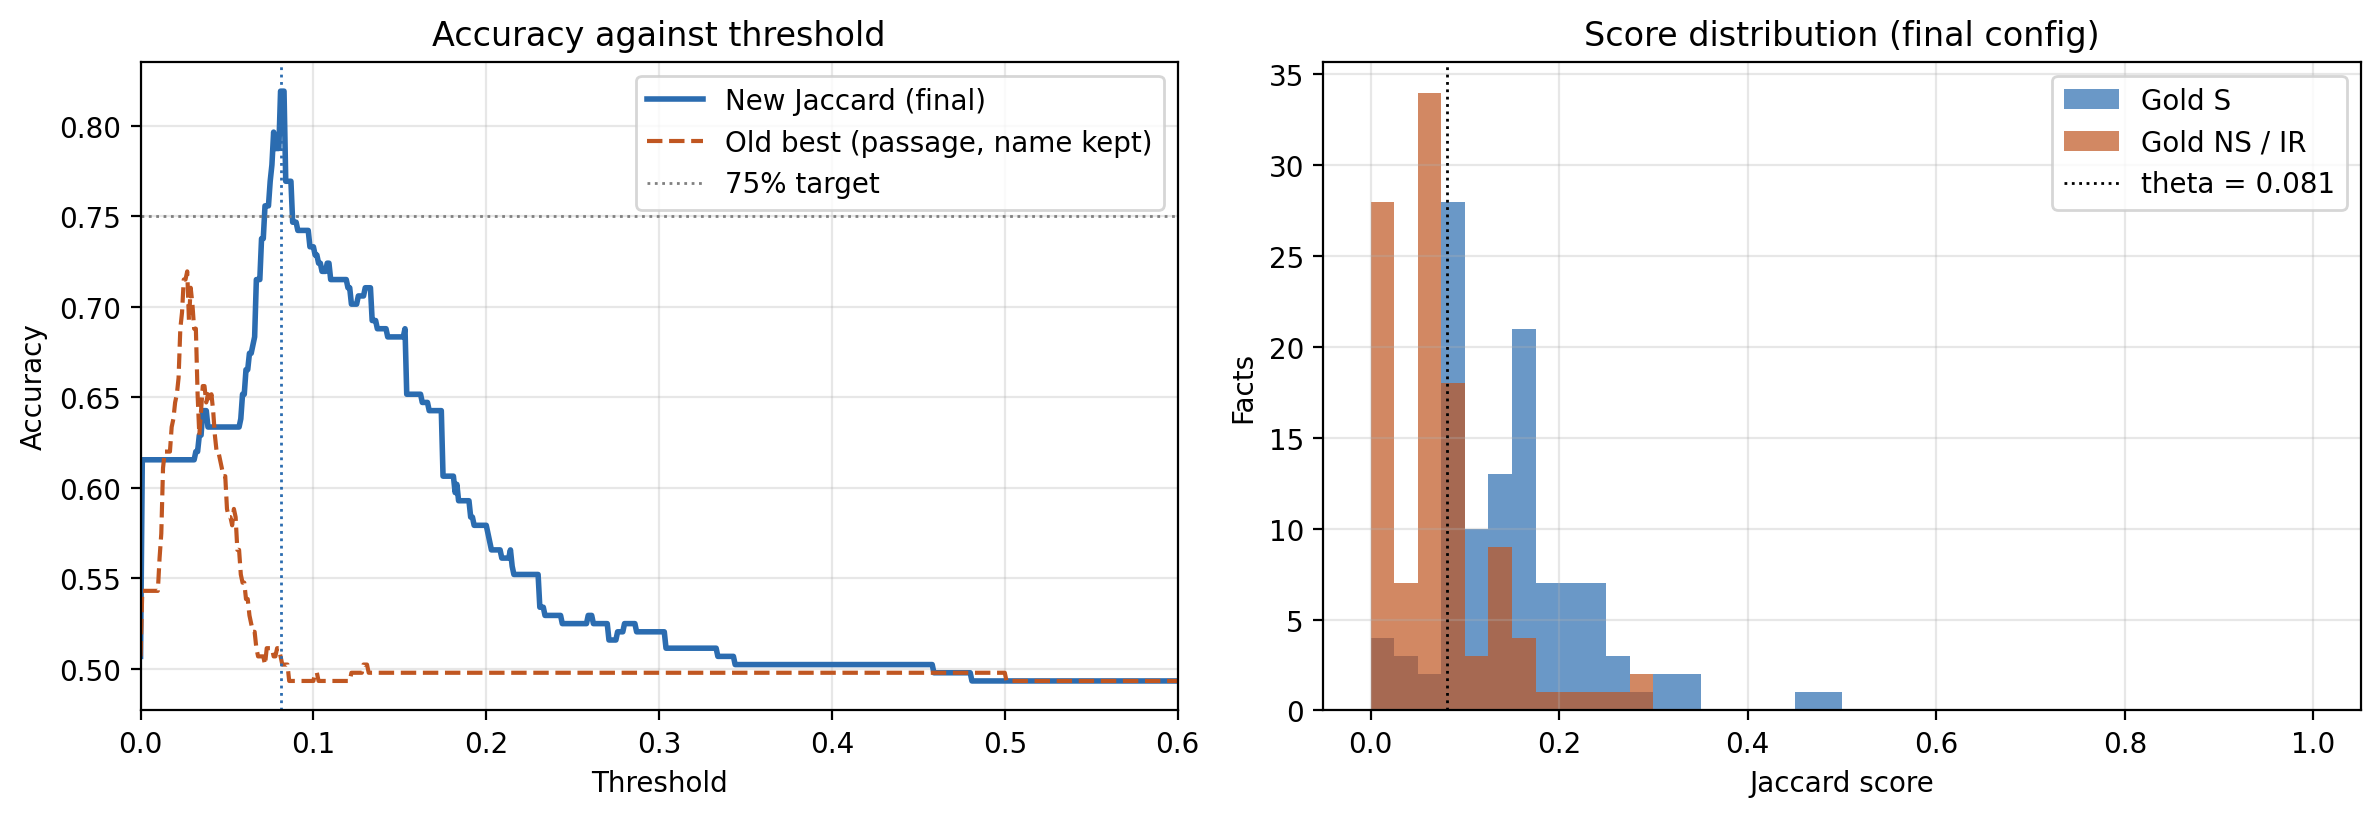 Accuracy against threshold
New Jaccard (final)
Old best (passage, name kept)
75% target
0.80
0.75
0.70
0.65
0.60
0.55
0.50
Accuracy
0.0 0.1 0.2 0.3 0.4 0.5 0.6
Threshold
Score distribution (final config)
Gold S
Gold NS / IR
theta = 0.081
35
30
25
20
15
10
5
0
Facts
0.0 0.2 0.4 0.6 0.8 1.0
Jaccard score